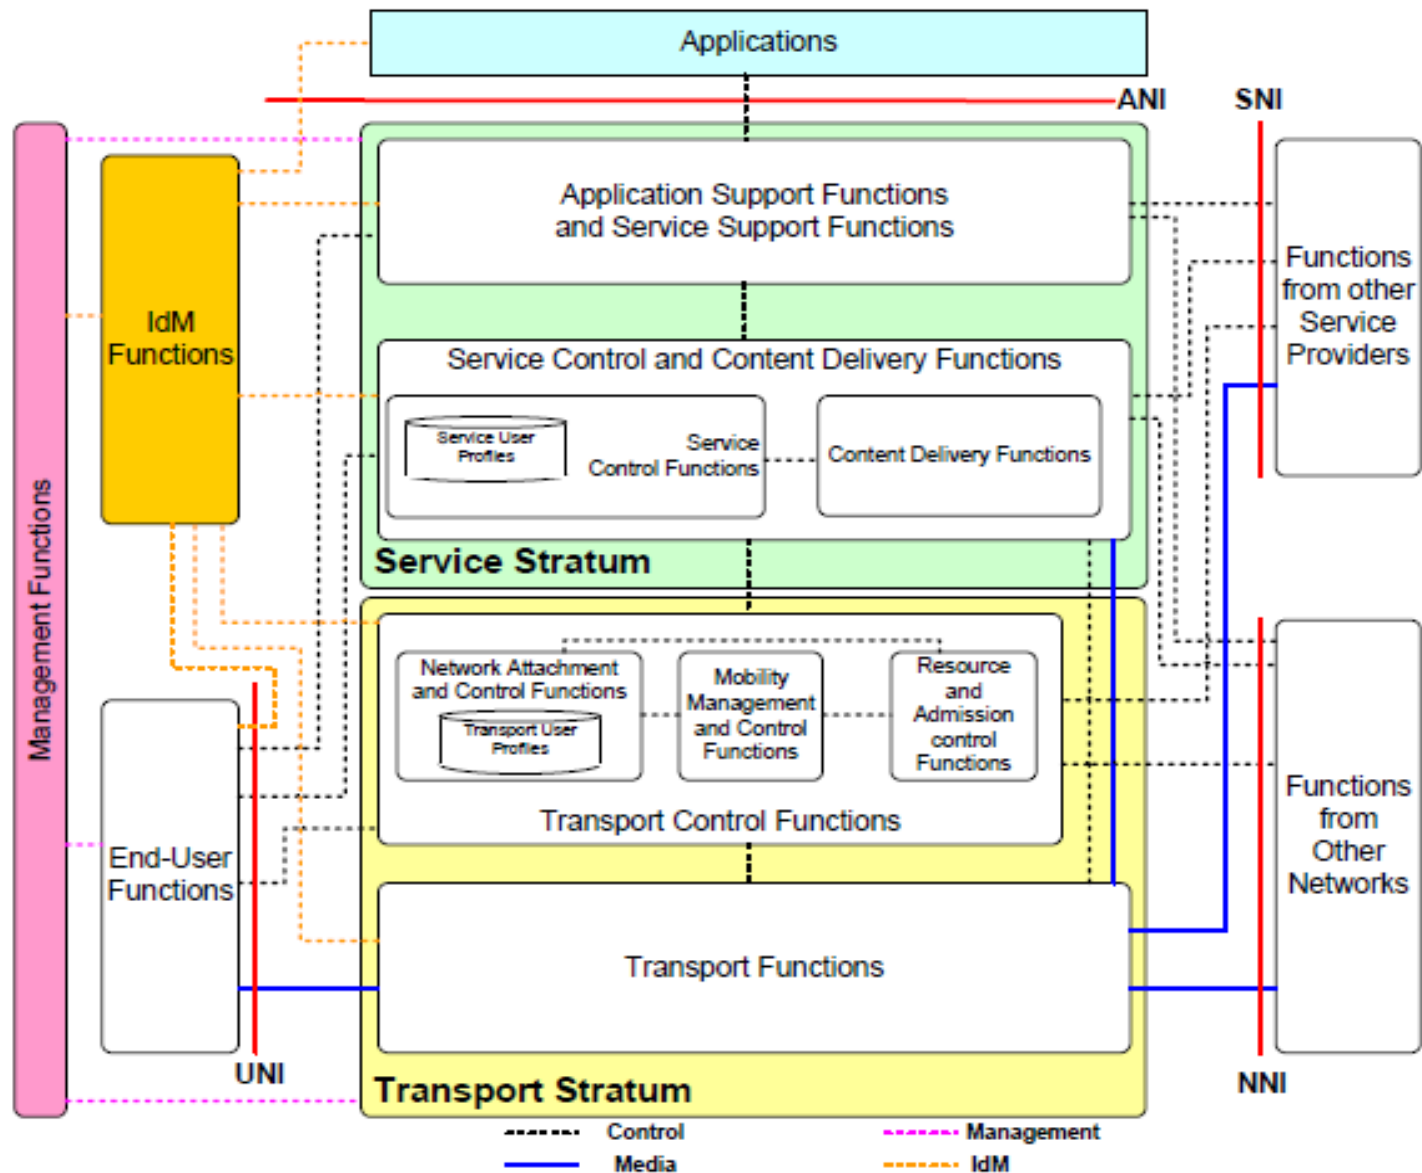 Applications
ANI
SNI
Application Support Functions
and Service Support Functions
Functions
from other
Service
Providers
IdM
Functions
Service Control and Content Delivery Functions
Service User
Profiles
Service
Control Functions
Content Delivery Functions
Service Stratum
Management Functions
Network Attachment
and Control Functions
Transport User
Profiles
Mobility
Management
and Control
Functions
Resource
and
Admission
control
Functions
Transport Control Functions
End-User
Functions
Functions
from
Other
Networks
Transport Functions
UNI
Transport Stratum
NNI
Control
Management
Media
IdM